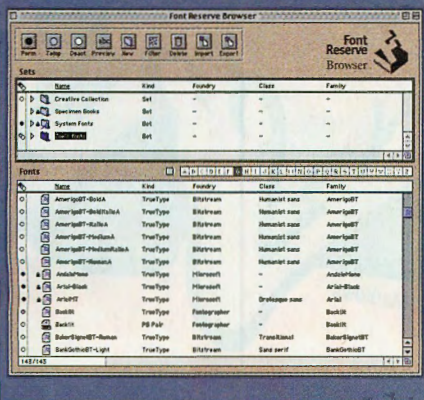 Font Reserve Browser
Perm Temp Deact Preview New Filter Delete Import Export
Font
Reserve
Browser
Sets
Name Kind Foundry Class Family
Creative Collection Set - - -
Specimen Books Set - - -
System Fonts Set - - -
Set - - -
Fonts
Name Kind Foundry Class Family
AmerigoBT-BoldA TrueType Bitstream Humanist sans AmerigoBT
AmerigoBT-BoldItalicA TrueType Bitstream Humanist sans AmerigoBT
AmerigoBT-ItalicA TrueType Bitstream Humanist sans AmerigoBT
AmerigoBT-MediumA TrueType Bitstream Humanist sans AmerigoBT
AmerigoBT-MediumItalicA TrueType Bitstream Humanist sans AmerigoBT
AmerigoBT-RomanA TrueType Bitstream Humanist sans AmerigoBT
AndaleMono TrueType Microsoft - AndaleMono
Arial-Black TrueType Microsoft - Arial-Black
ArialMT TrueType Microsoft Grotesque sans Arial
BackIt TrueType Fontographer BackIt
BackIt PS Pair Fontographer - BackIt
BakerSignetBT-Roman TrueType Bitstream Transitional BakerSignetBT
BankGothicBT-Light TrueType Bitstream Sans serif BankGothicBT
143/143